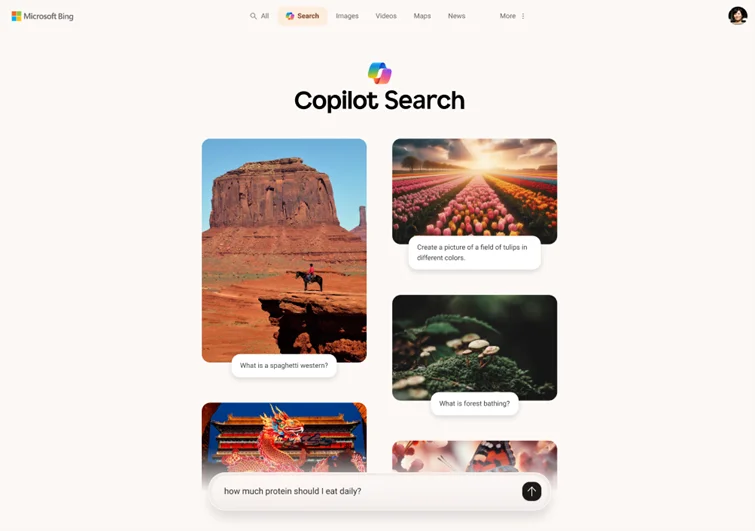 Microsoft Bing
All
Search
Images
Videos
Maps
News
More
Copilot Search
Create a picture of a field of tulips in
different colors.
What is a spaghetti western?
What is forest bathing?
how much protein should I eat daily?